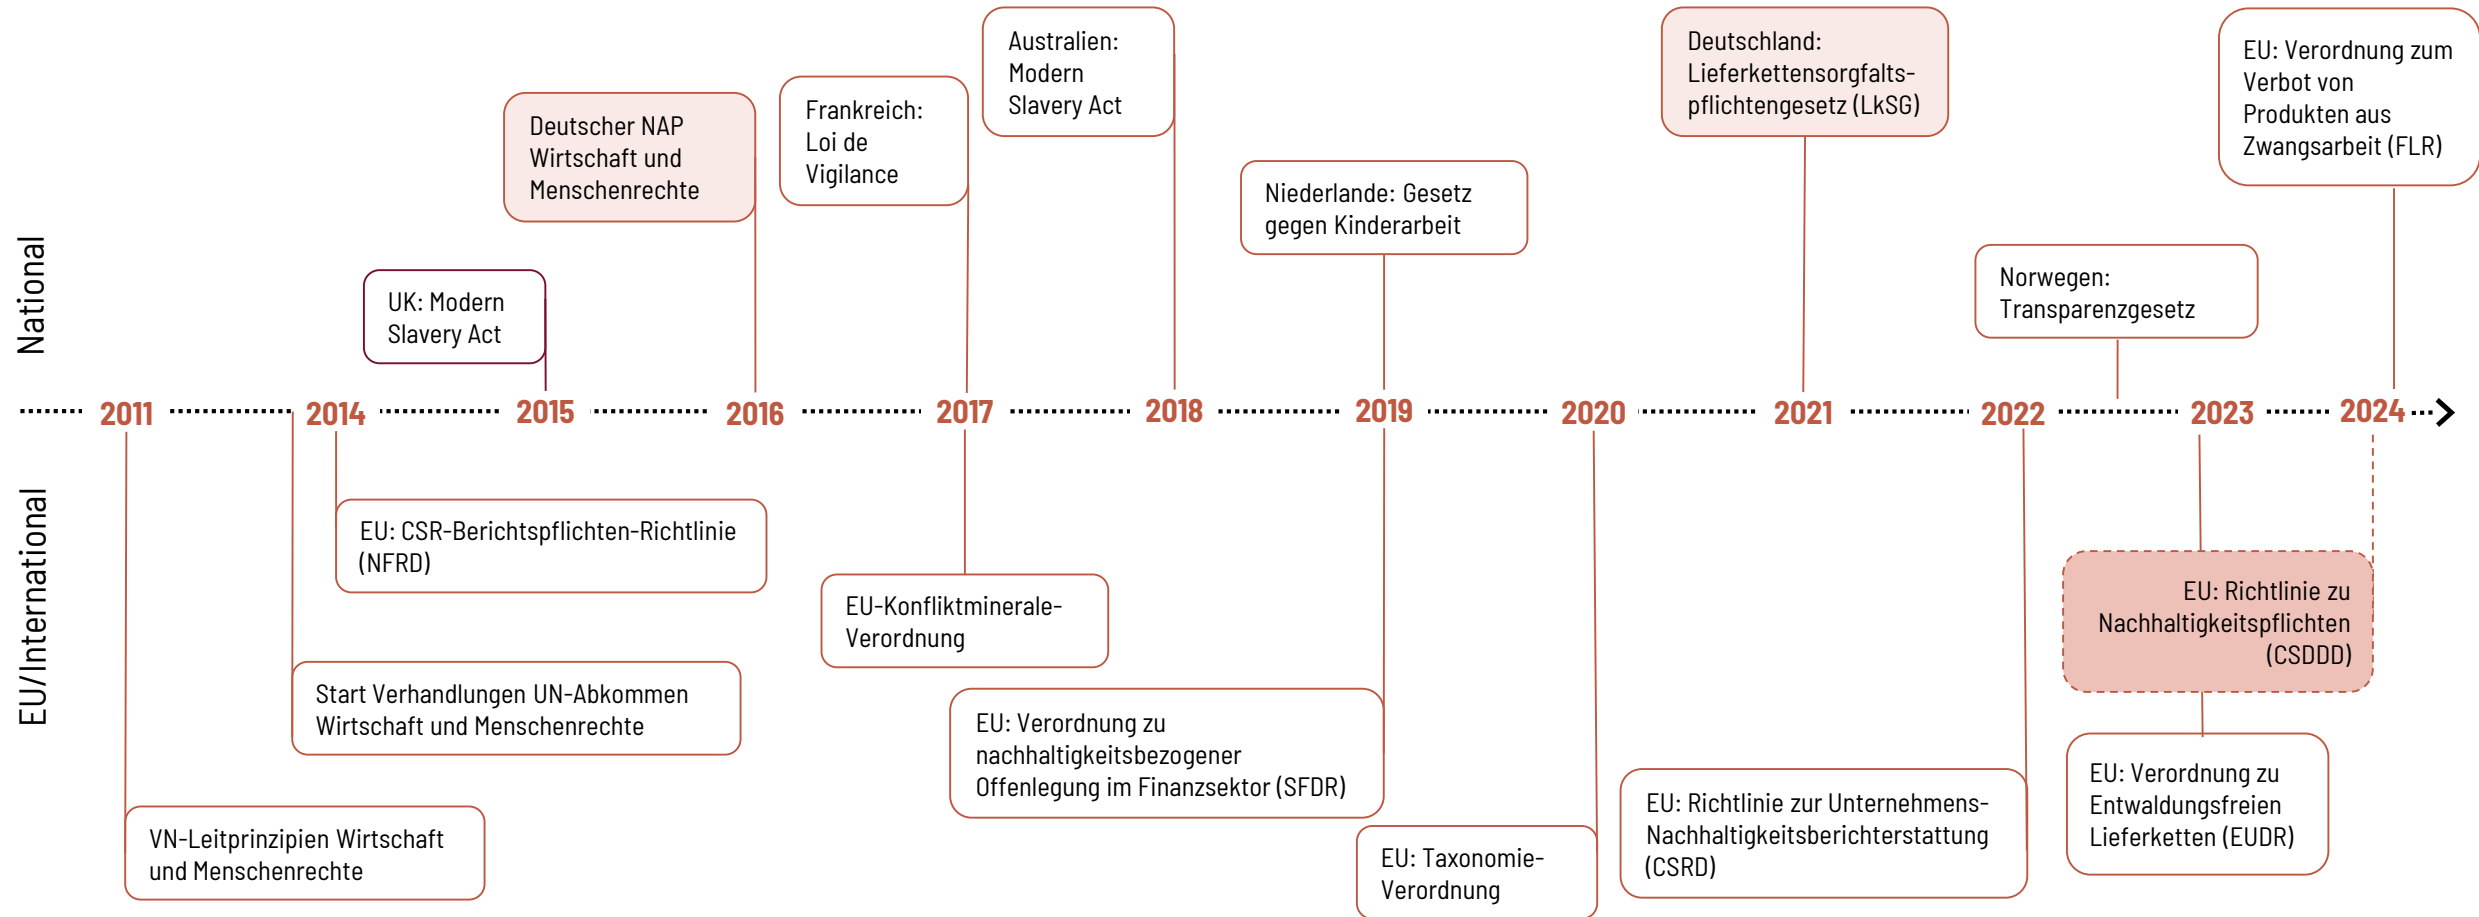 National
Deutscher NAP
Wirtschaft und
Menschenrechte
Frankreich:
Loi de
Vigilance
Australien:
Modern
Slavery Act
Deutschland:
Lieferkettensorgfalts-
pflichtengesetz (LkSG)
EU: Verordnung zum
Verbot von
Produkten aus
Zwangsarbeit (FLR)
UK: Modern
Slavery Act
Niederlande: Gesetz
gegen Kinderarbeit
Norwegen:
Transparenzgesetz
2011 2014 2015 2016 2017 2018 2019 2020 2021 2022 2023 2024
EU/International
EU: CSR-Berichtspflichten-Richtlinie
(NFRD)
Start Verhandlungen UN-Abkommen
Wirtschaft und Menschenrechte
VN-Leitprinzipien Wirtschaft
und Menschenrechte
EU-Konfliktminerale-
Verordnung
EU: Verordnung zu
nachhaltigkeitsbezogener
Offenlegung im Finanzsektor (SFDR)
EU: Taxonomie-
Verordnung
EU: Richtlinie zur Unternehmens-
Nachhaltigkeitsberichterstattung
(CSRD)
EU: Richtlinie zu
Nachhaltigkeitspflichten
(CSDDD)
EU: Verordnung zu
Entwaldungsfreien
Lieferketten (EUDR)